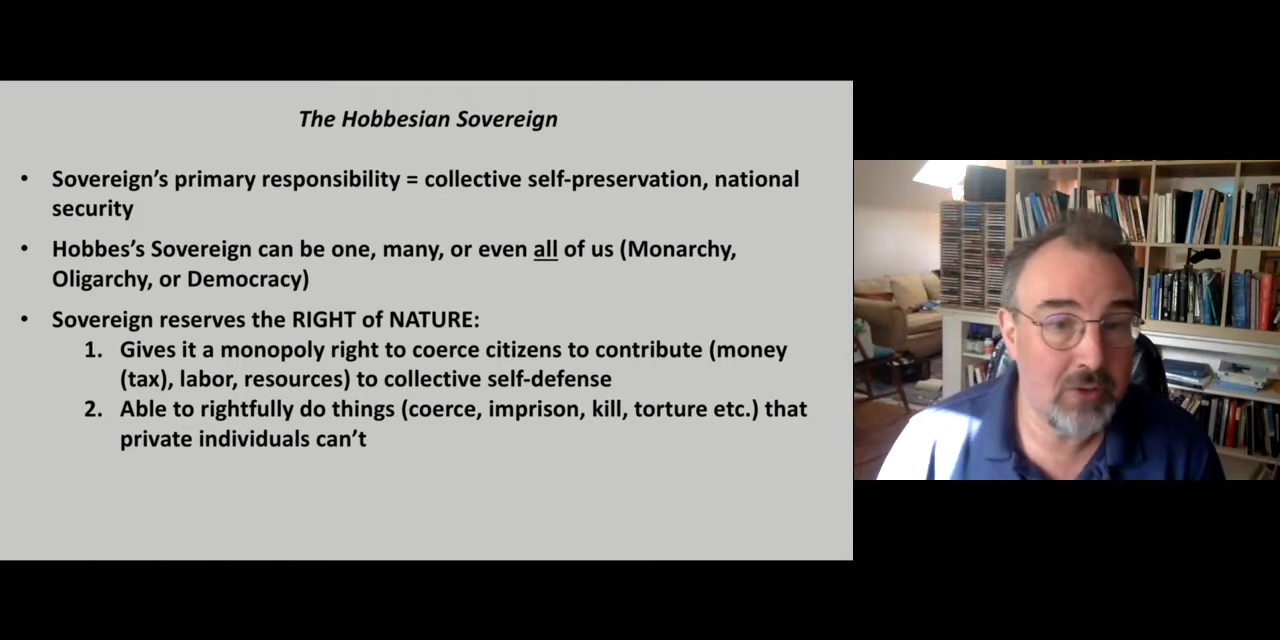 The Hobbesian Sovereign
• Sovereign's primary responsibility = collective self-preservation, national
security
• Hobbes's Sovereign can be one, many, or even all of us (Monarchy,
Oligarchy, or Democracy)
• Sovereign reserves the RIGHT of NATURE:
1. Gives it a monopoly right to coerce citizens to contribute (money
(tax), labor, resources) to collective self-defense
2. Able to rightfully do things (coerce, imprison, kill, torture etc.) that
private individuals can't